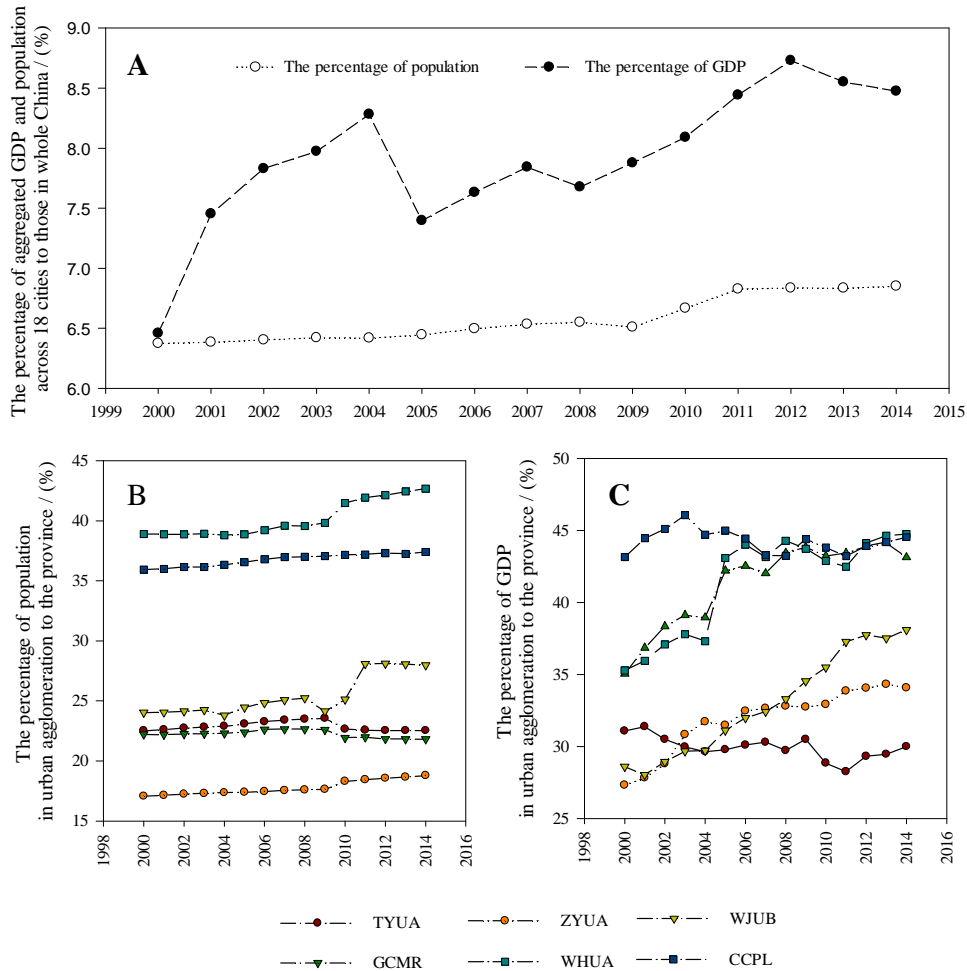 The percentage of aggregated GDP and population
across 18 cities to those in whole China / (%)
A
The percentage of population
The percentage of GDP
9.0
8.5
8.0
7.5
7.0
6.5
6.0
1999 2000 2001 2002 2003 2004 2005 2006 2007 2008 2009 2010 2011 2012 2013 2014 2015
The percentage of population
in urban agglomeration to the province / (%)
B
45
40
35
30
25
20
15
1998 2000 2002 2004 2006 2008 2010 2012 2014 2016
The percentage of GDP
in urban agglomeration to the province / (%)
C
50
45
40
35
30
25
1998 2000 2002 2004 2006 2008 2010 2012 2014 2016
TYUA ZYUA WJUB
GCMR WHUA CCPL